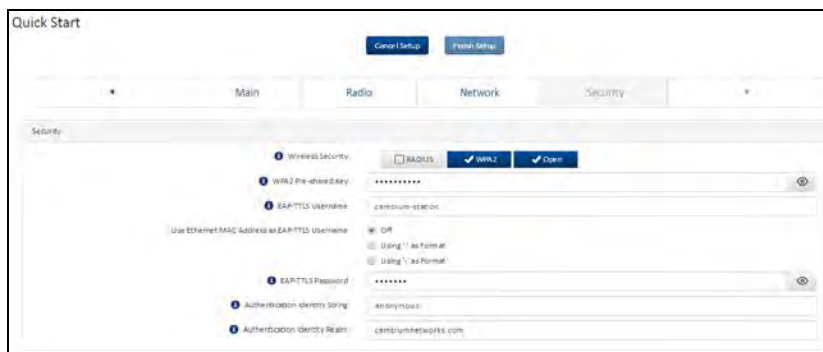 Quick Start
Cancel Setup Finish Setup
Main Radio Network Security
Security
Wireless Security RADIUS WPA2 Open
WPA2 Pre-shared Key ••••••••••
EAP-TTLS Username cambium-station
Use Ethernet MAC Address as EAP-TTLS Username Off
Using ':' as Format
Using '-' as Format
EAP-TTLS Password •••••••
Authentication Identity String anonymous
Authentication Identity Realm cambiumnetworks.com